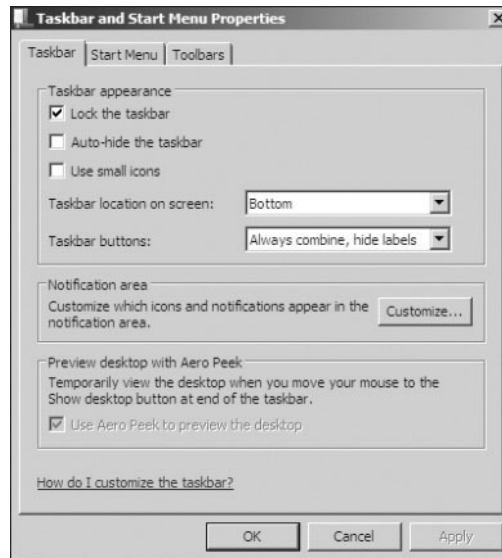 Taskbar and Start Menu Properties
Taskbar
Start Menu
Toolbars
Taskbar appearance
Lock the taskbar
Auto-hide the taskbar
Use small icons
Taskbar location on screen:
Bottom
Taskbar buttons:
Always combine, hide labels
Notification area
Customize which icons and notifications appear in the
notification area.
Customize...
Preview desktop with Aero Peek
Temporarily view the desktop when you move your mouse to the
Show desktop button at end of the taskbar.
Use Aero Peek to preview the desktop
How do I customize the taskbar?
OK
Cancel
Apply